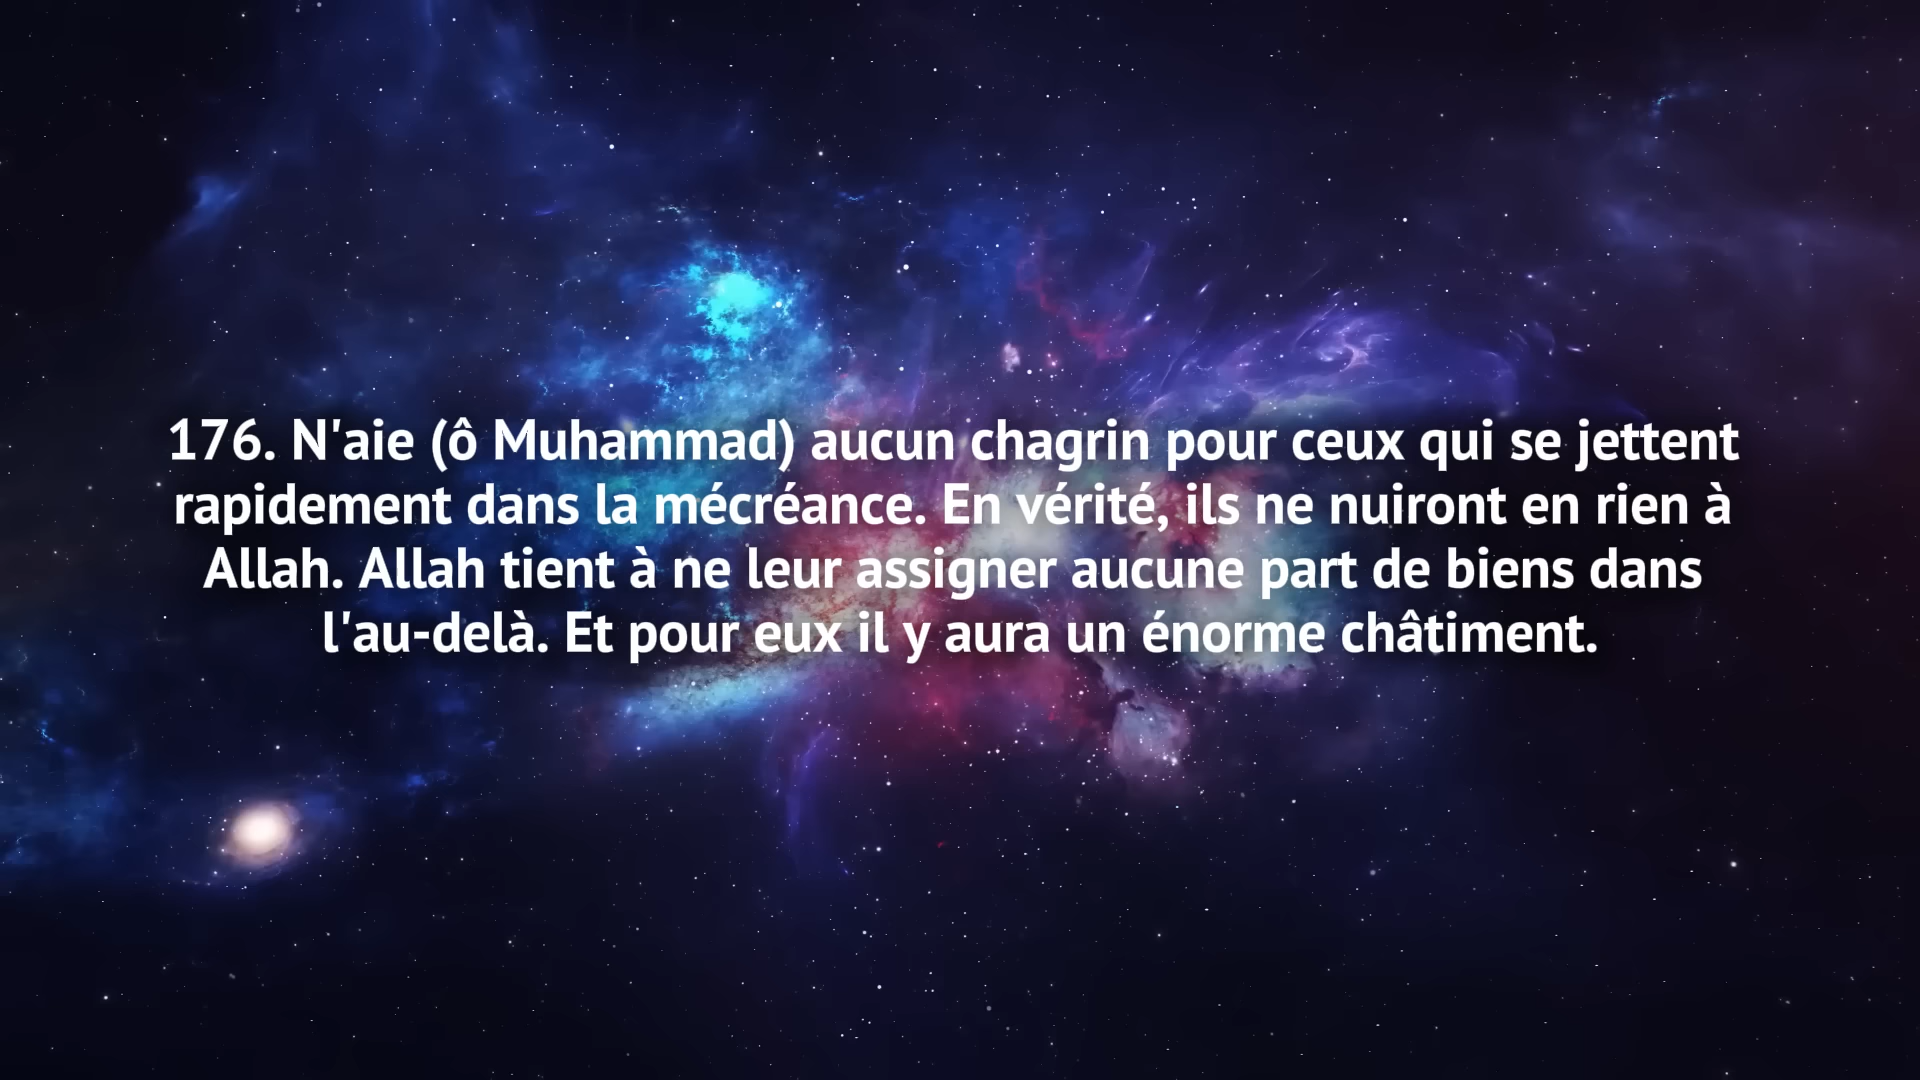 176. N'aie (ô Muhammad) aucun chagrin pour ceux qui se jettent
rapidement dans la mécréance. En vérité, ils ne nuiront en rien à
Allah. Allah tient à ne leur assigner aucune part de biens dans
l'au-delà. Et pour eux il y aura un énorme châtiment.